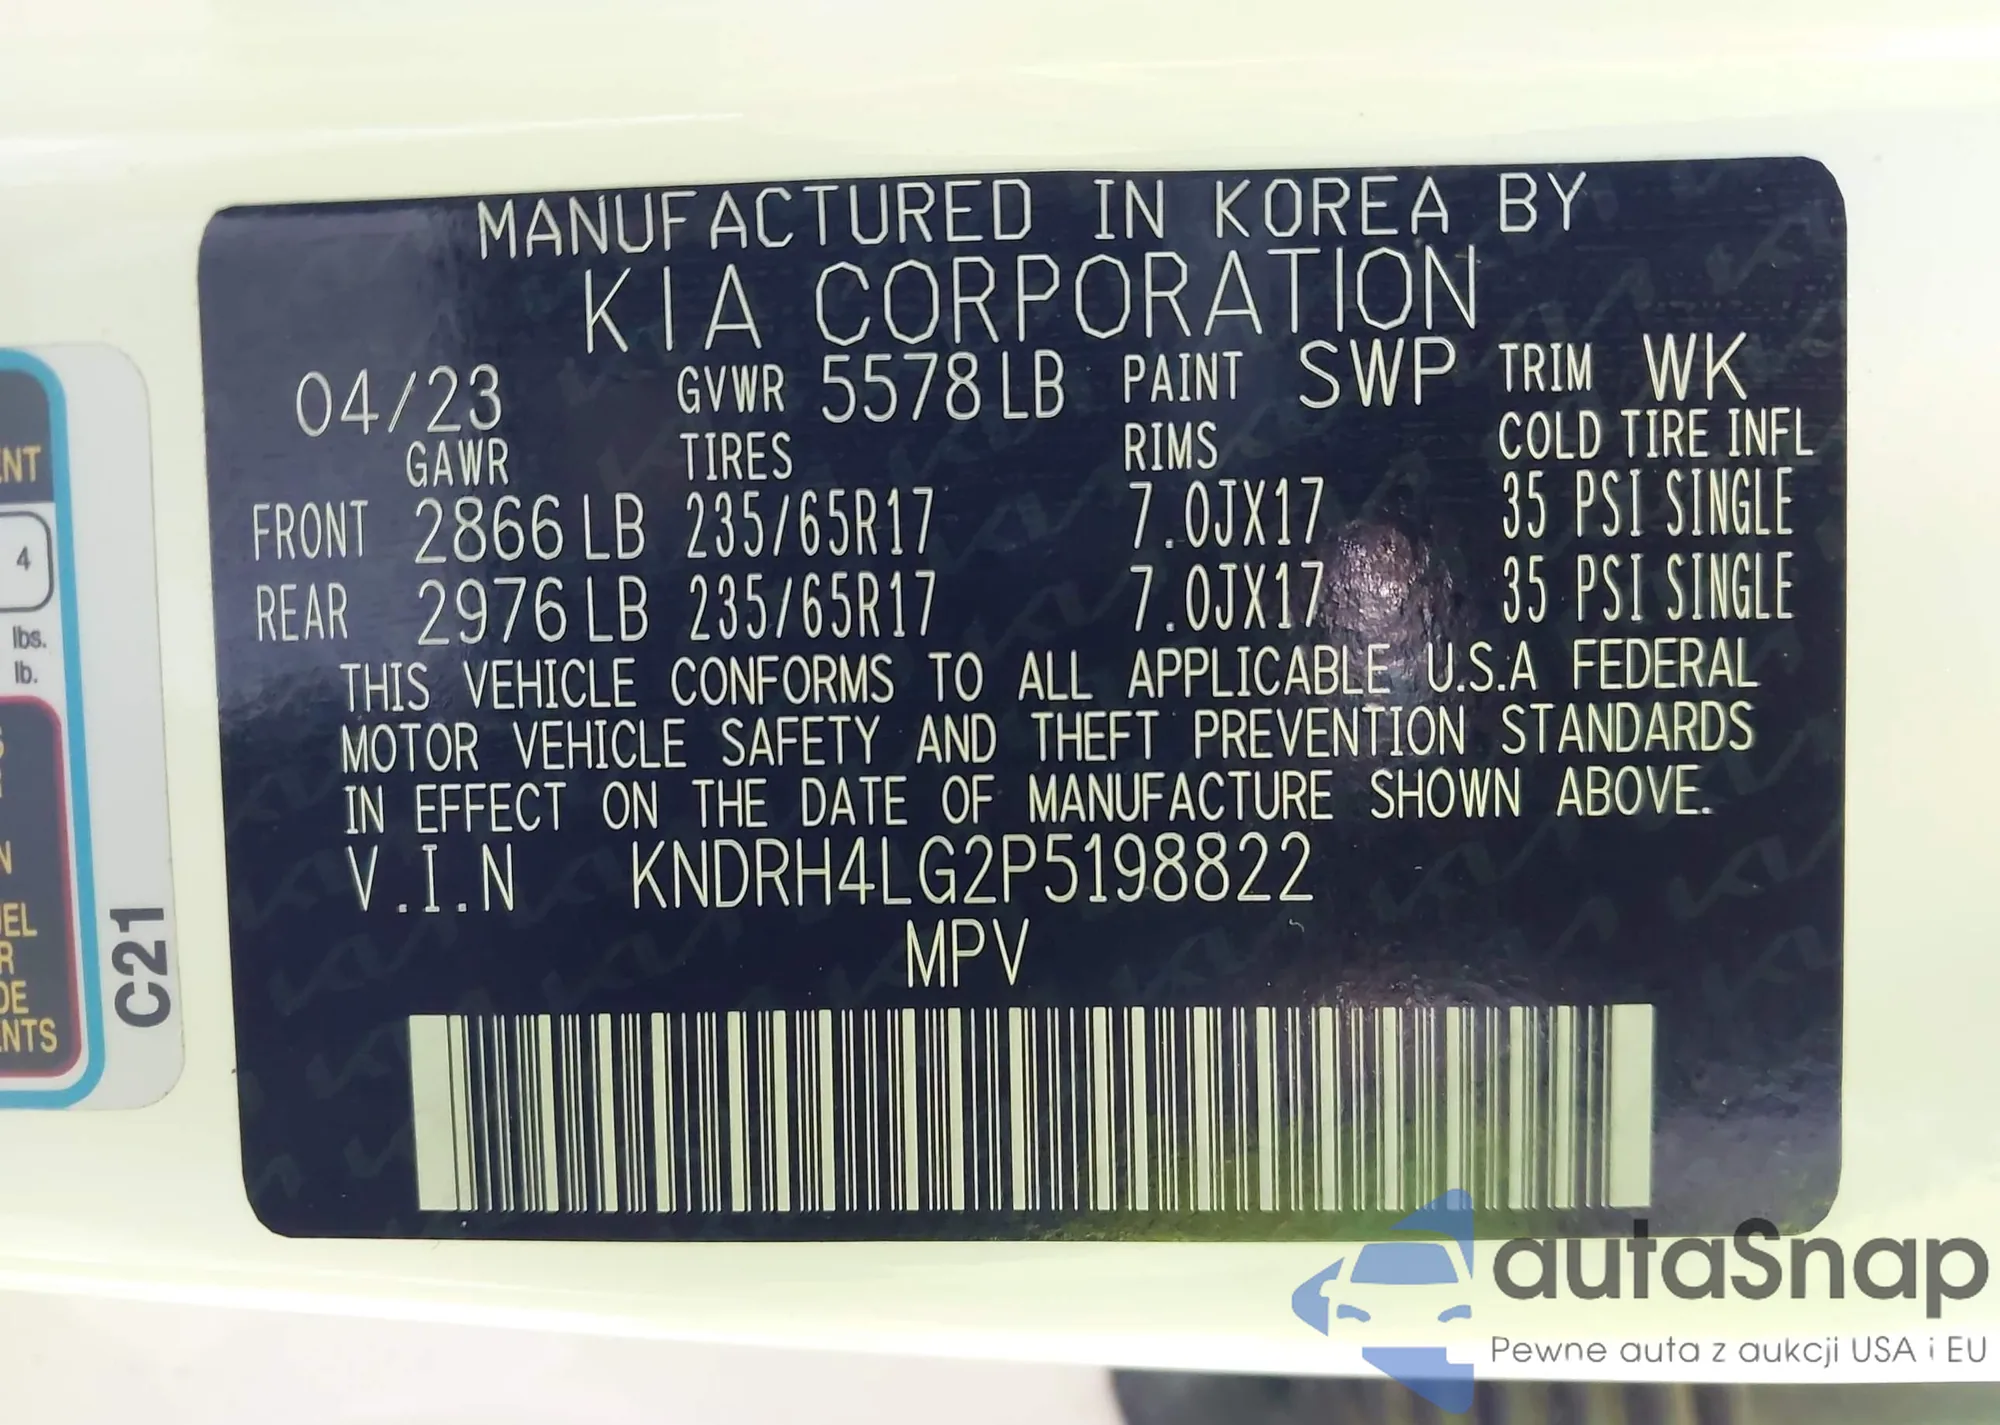 MANUFACTURED IN KOREA BY
KIA CORPORATION
04/23 GVWR 5578LB PAINT SWP TRIM WK
GAWR TIRES RIMS COLD TIRE INFL
FRONT 2866LB 235/65R17 7.0JX17 35 PSI SINGLE
REAR 2976LB 235/65R17 7.0JX17 35 PSI SINGLE
THIS VEHICLE CONFORMS TO ALL APPLICABLE U.S.A FEDERAL
MOTOR VEHICLE SAFETY AND THEFT PREVENTION STANDARDS
IN EFFECT ON THE DATE OF MANUFACTURE SHOWN ABOVE.
V.I.N KNDRH4LG2P5198822
MPV
4
lbs.
lb.
C21
autaSnap
Pewne auta z aukcji USA i EU